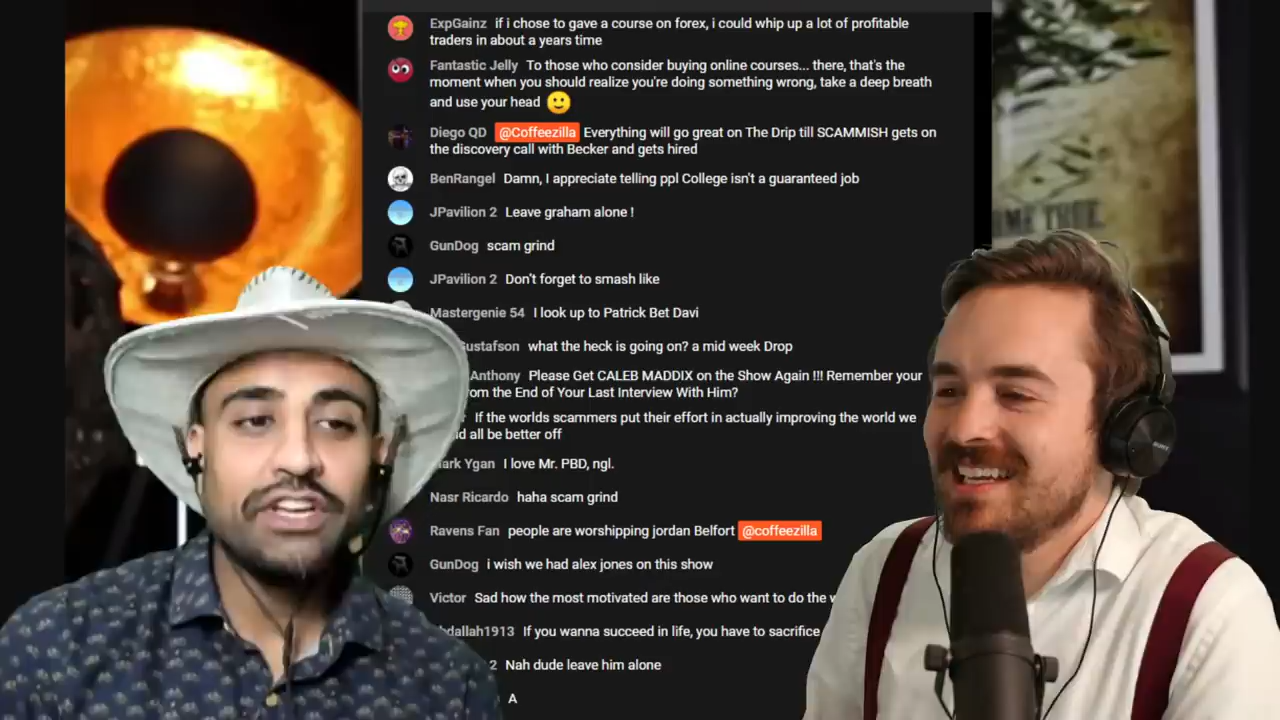 ExpGainz if i chose to gave a course on forex, i could whip up a lot of profitable
traders in about a years time
Fantastic Jelly To those who consider buying online courses... there, that's the
moment when you should realize you're doing something wrong, take a deep breath
and use your head
Diego QD @Coffeezilla Everything will go great on The Drip till SCAMMISH gets on
the discovery call with Becker and gets hired
BenRangel Damn, I appreciate telling ppl College isn't a guaranteed job
JPavilion 2 Leave graham alone !
GunDog scam grind
JPavilion 2 Don't forget to smash like
Mastergenie 54 I look up to Patrick Bet Davi
Gustafson what the heck is going on? a mid week Drop
Anthony Please Get CALEB MADDIX on the Show Again !!! Remember your
from the End of Your Last Interview With Him?
If the worlds scammers put their effort in actually improving the world we
all be better off
Mark Ygan I love Mr. PBD, ngl.
Nasr Ricardo haha scam grind
Ravens Fan people are worshipping jordan Belfort @coffeezilla
GunDog i wish we had alex jones on this show
Victor Sad how the most motivated are those who want to do the
bdallah1913 If you wanna succeed in life, you have to sacrifice
2 Nah dude leave him alone
A
TRUE
SONY